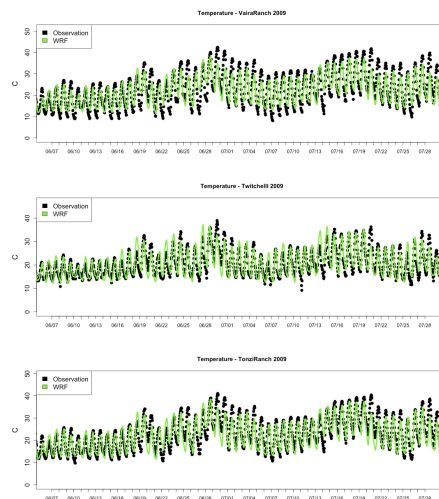 Temperature - VairaRanch 2009
Observation
WRF
C
50
40
30
20
10
0
06/07 06/10 06/13 06/16 06/19 06/22 06/25 06/28 07/01 07/04 07/07 07/10 07/13 07/16 07/19 07/22 07/25 07/28
Temperature - TwitchellI 2009
Observation
WRF
C
40
30
20
10
0
06/07 06/10 06/13 06/16 06/19 06/22 06/25 06/28 07/01 07/04 07/07 07/10 07/13 07/16 07/19 07/22 07/25 07/28
Temperature - TonziRanch 2009
Observation
WRF
C
50
40
30
20
10
0
06/07 06/10 06/13 06/16 06/19 06/22 06/25 06/28 07/01 07/04 07/07 07/10 07/13 07/16 07/19 07/22 07/25 07/28